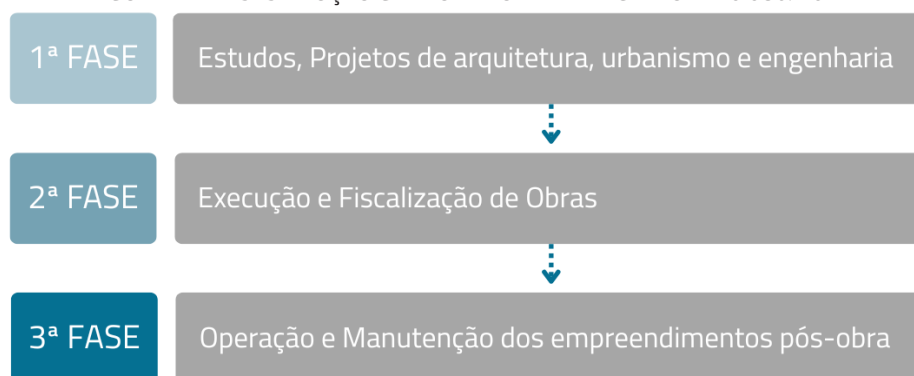 1ª FASE
Estudos, Projetos de arquitetura, urbanismo e engenharia
2ª FASE
Execução e Fiscalização de Obras
3ª FASE
Operação e Manutenção dos empreendimentos pós-obra